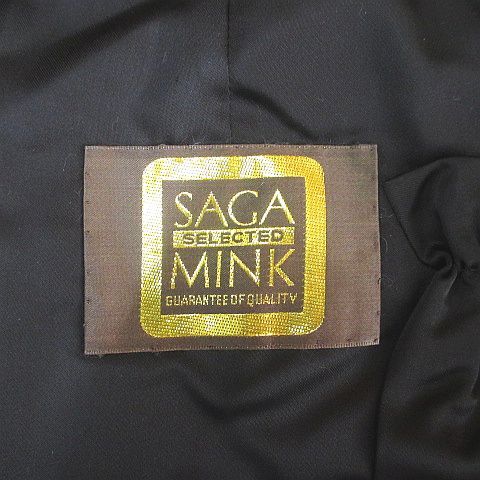 SAGA
SELECTED
MINK
GUARANTEE OF QUALITY